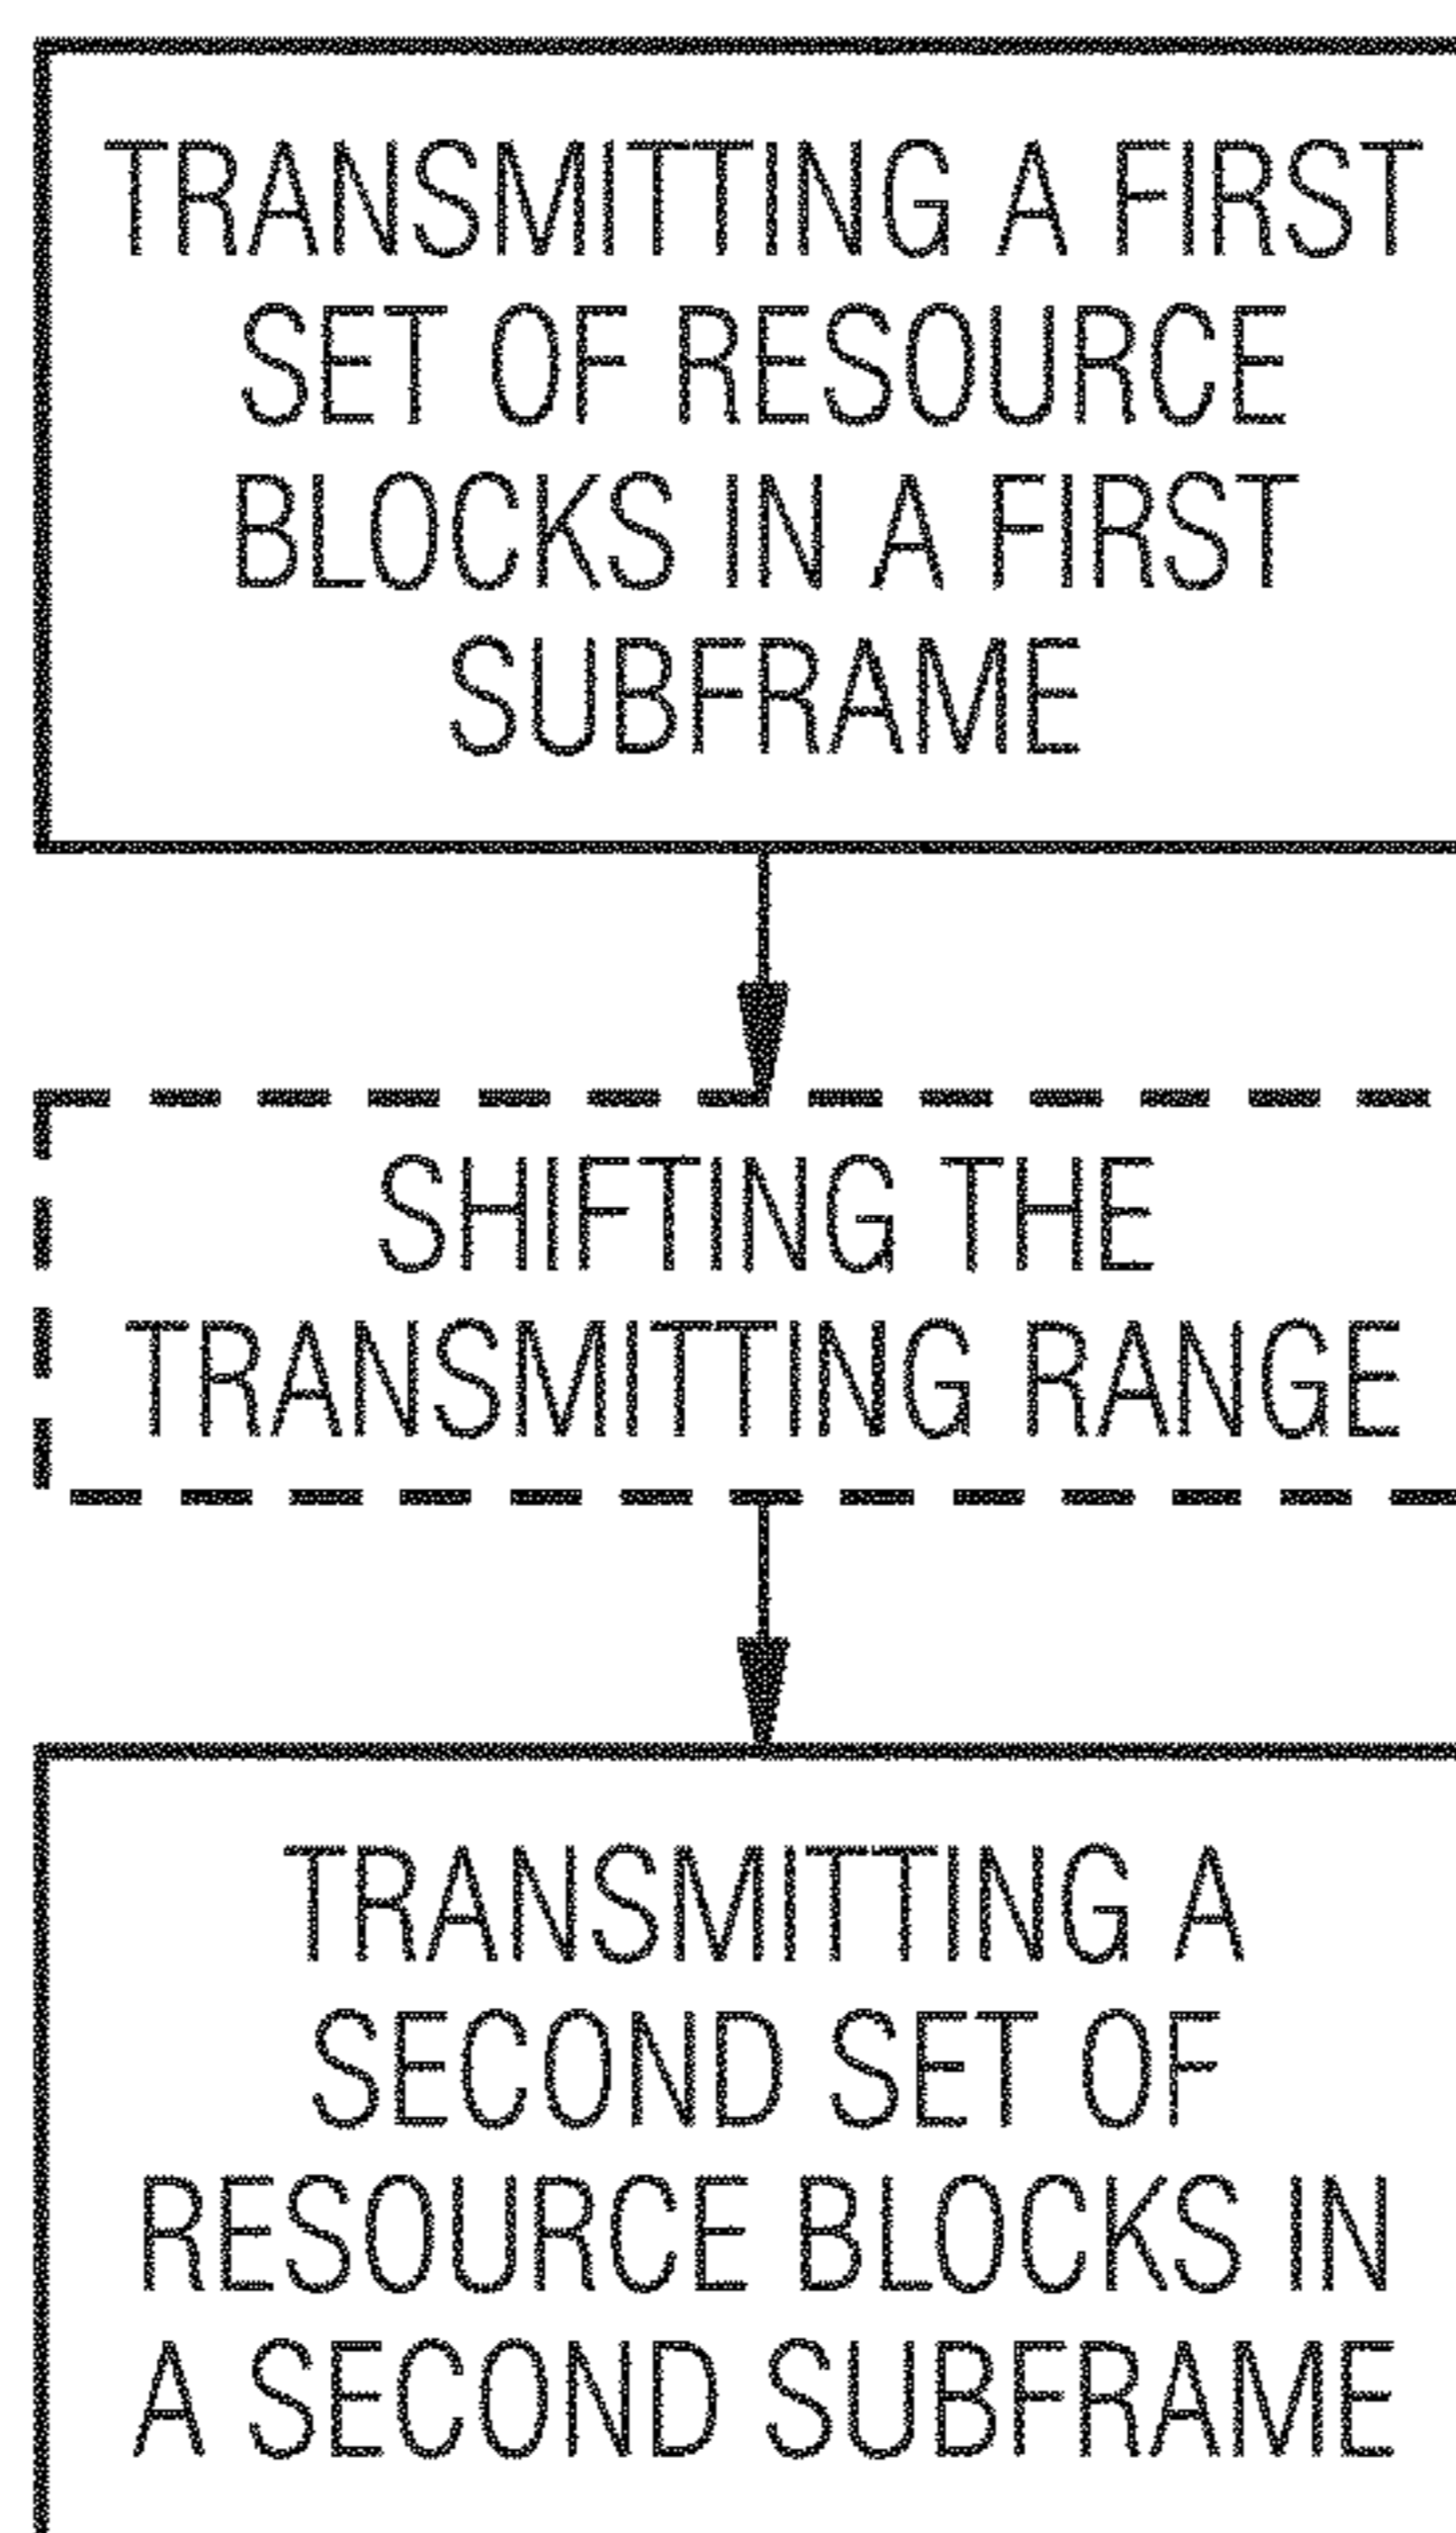 TRANSMITTING A FIRST
SET OF RESOURCE
BLOCKS IN A FIRST
SUBFRAME
SHIFTING THE
TRANSMITTING RANGE
TRANSMITTING A
SECOND SET OF
RESOURCE BLOCKS IN
A SECOND SUBFRAME